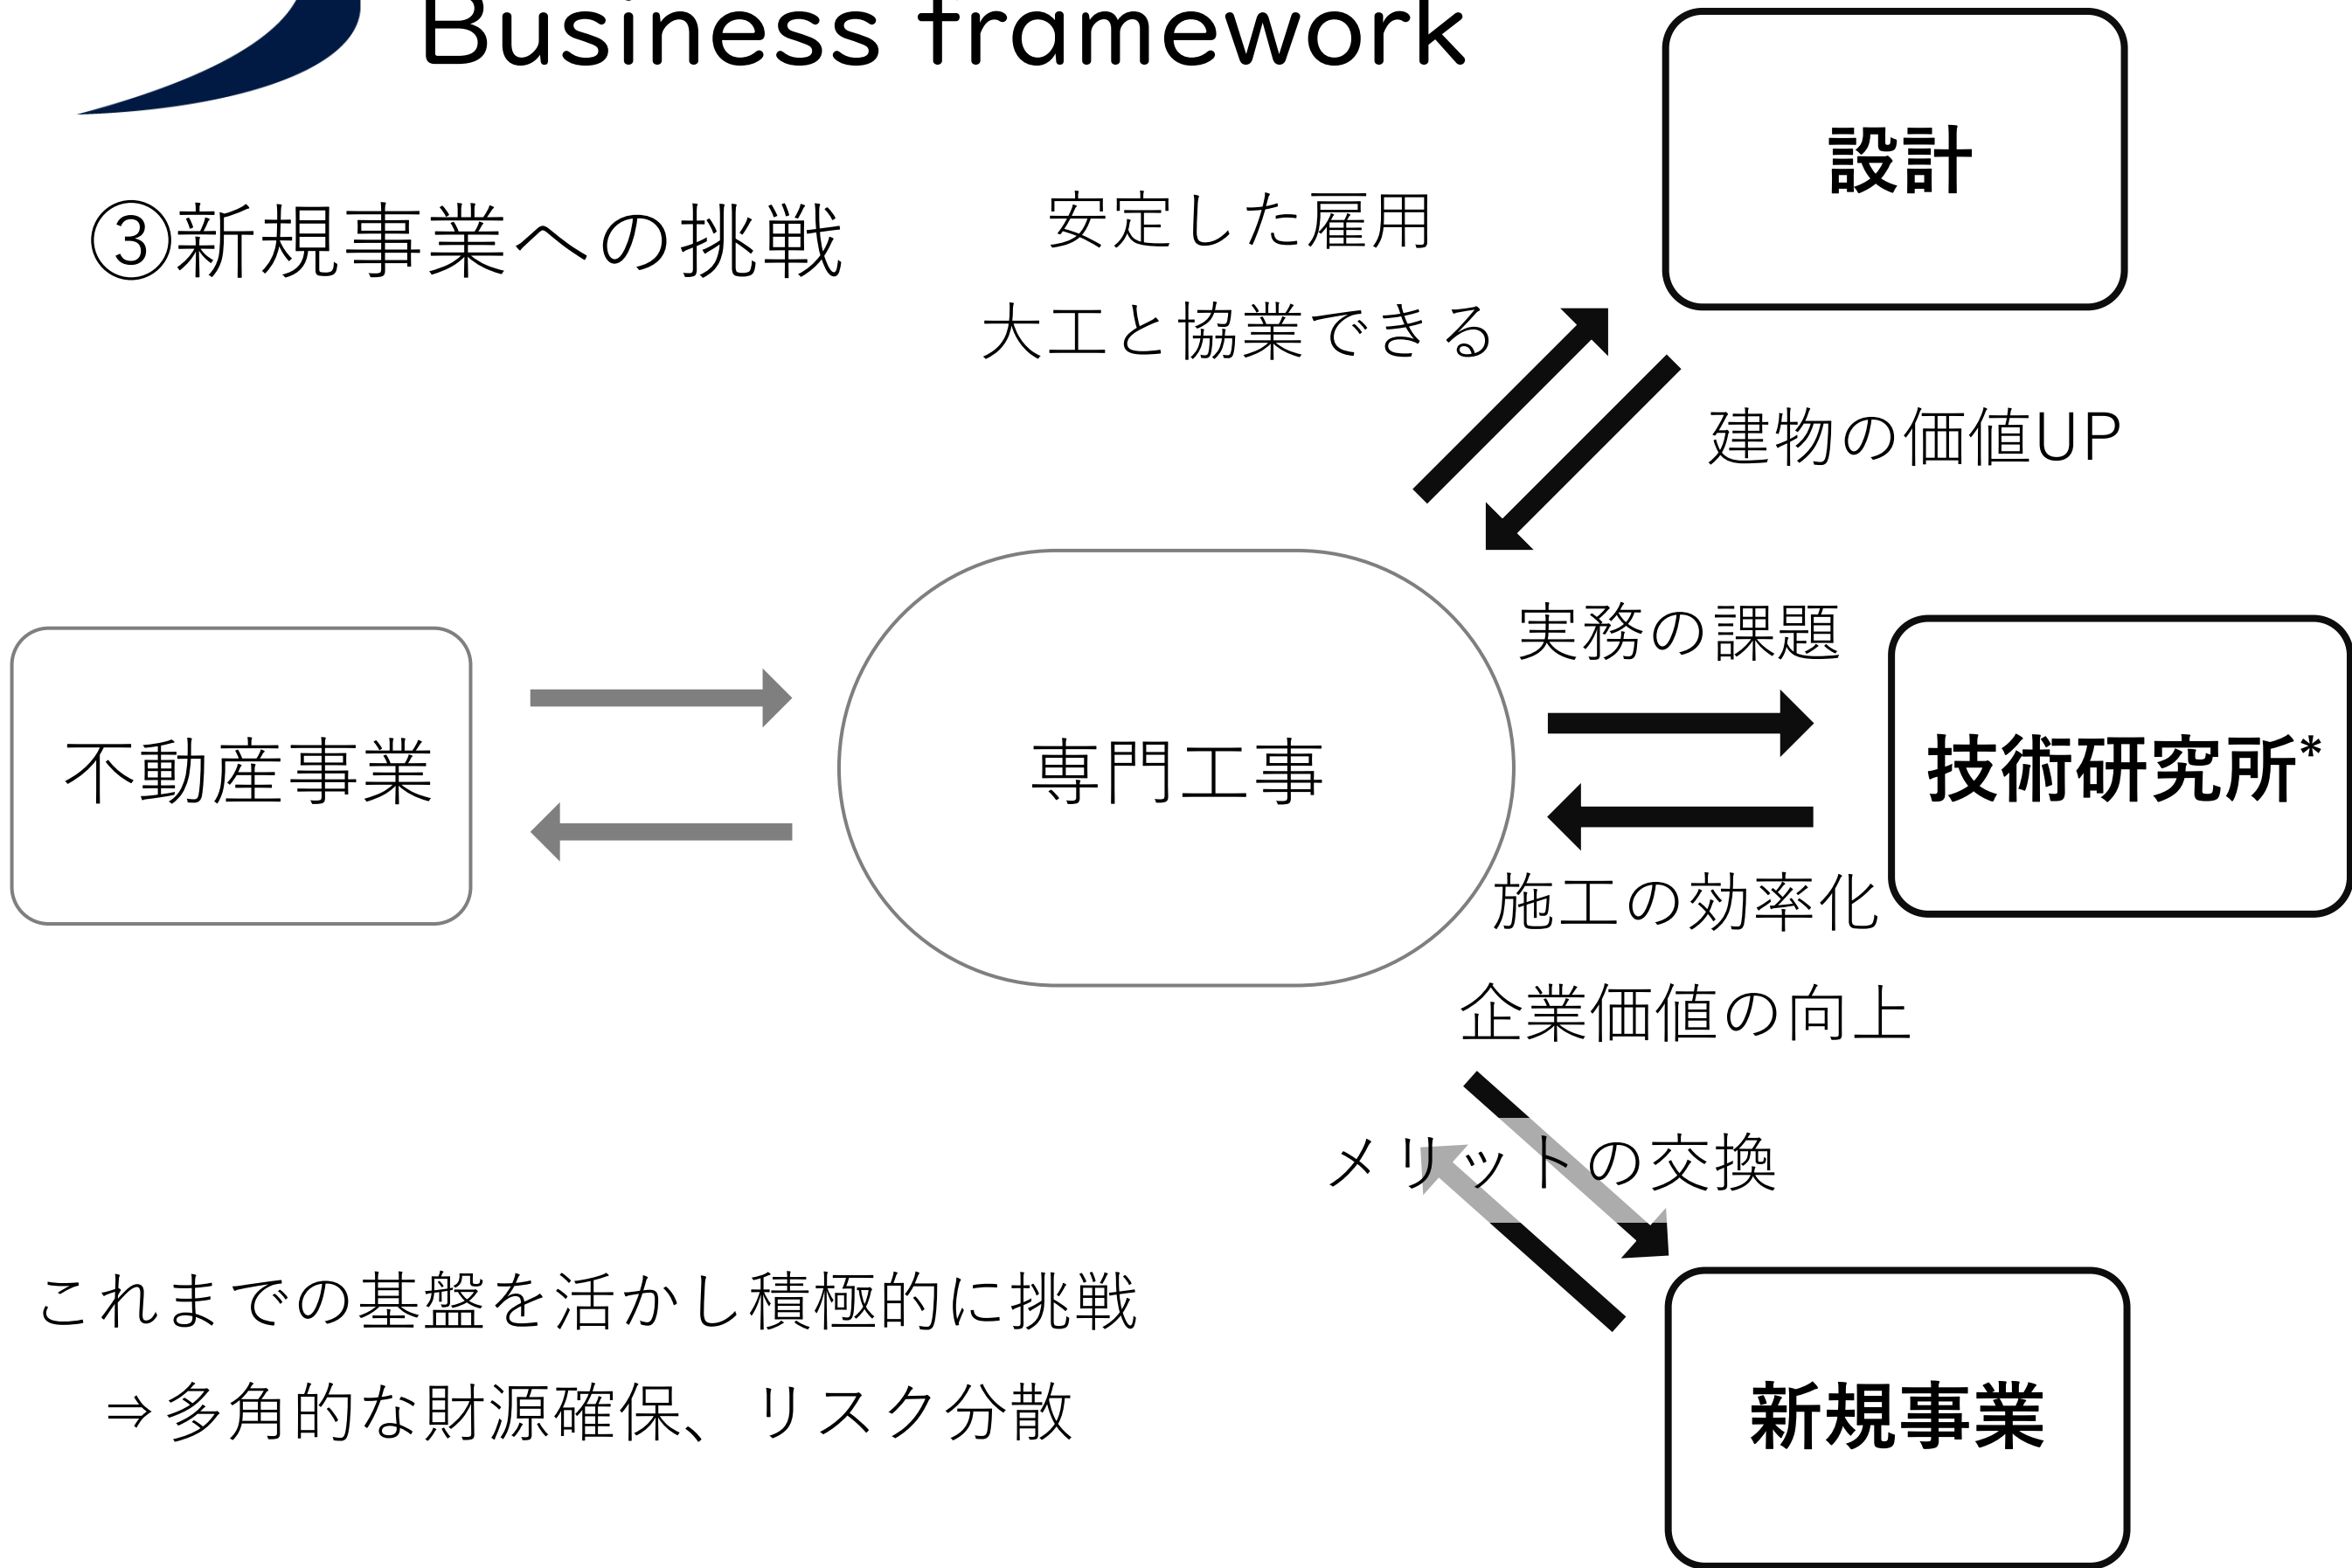 Business framework
③新規事業への挑戦
安定した雇用
大工と協業できる
設計
建物の価値UP
不動産事業
専門工事
実務の課題
技術研究所*
施工の効率化
企業価値の向上
メリットの交換
これまでの基盤を活かし積極的に挑戦
⇒多角的な財源確保、リスク分散
新規事業